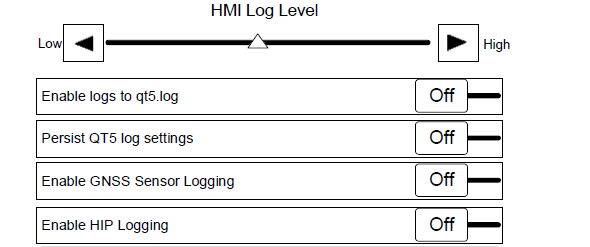 HMI Log Level
Low High
Enable logs to qt5.log Off
Persist QT5 log settings Off
Enable GNSS Sensor Logging Off
Enable HIP Logging Off